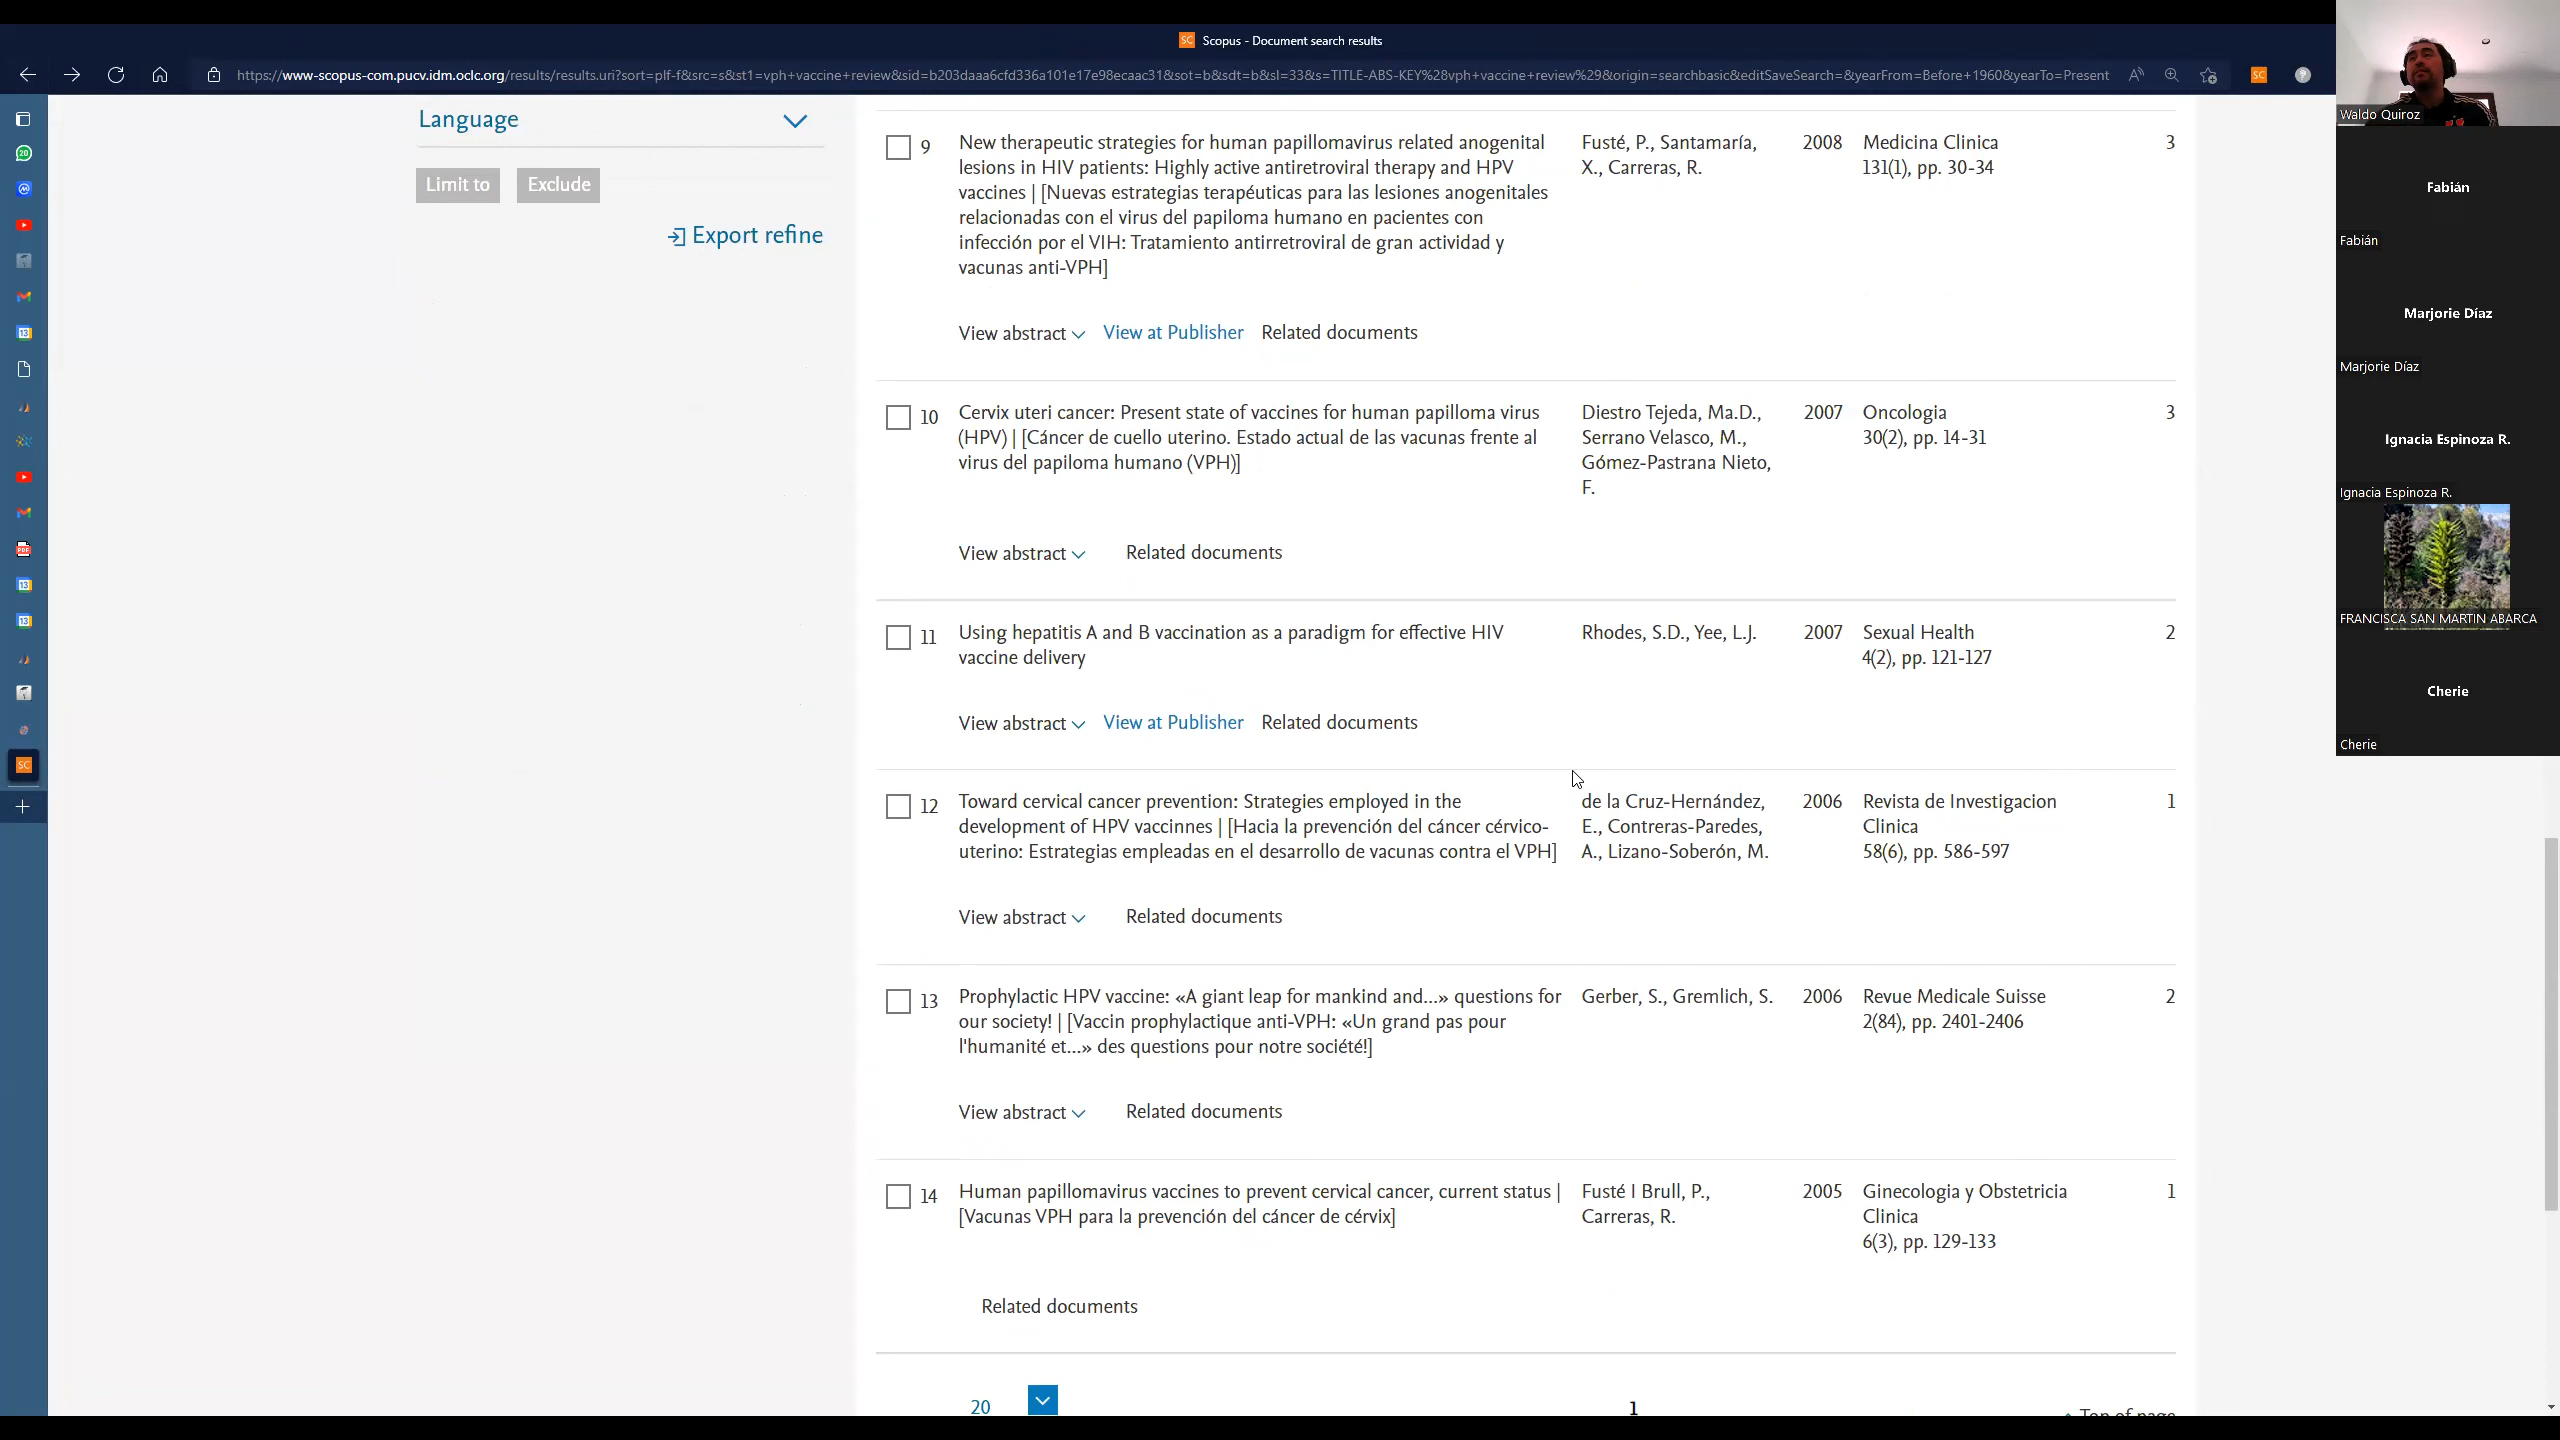 Scopus - Document search results
https://www-scopus-com.pucv.idm.oclc.org/results/results.uri?sort=plf-f&src=s&st1=vph+vaccine+review&sid=b203daaa6cfd336a101e17e98ecaac31&sot=b&sdt=b&sl=33&s=TITLE-ABS-KEY%28vph+vaccine+review%29&origin=searchbasic&editSaveSearch=&yearFrom=Before+1960&yearTo=Present
Language
Limit to
Exclude
Export refine
9
New therapeutic strategies for human papillomavirus related anogenital
lesions in HIV patients: Highly active antiretroviral therapy and HPV
vaccines | [Nuevas estrategias terapéuticas para las lesiones anogenitales
relacionadas con el virus del papiloma humano en pacientes con
infección por el VIH: Tratamiento antirretroviral de gran actividad y
vacunas anti-VPH]
Fusté, P., Santamaría,
X., Carreras, R.
2008
Medicina Clinica
131(1), pp. 30-34
3
View abstract
View at Publisher
Related documents
10
Cervix uteri cancer: Present state of vaccines for human papilloma virus
(HPV) | [Cáncer de cuello uterino. Estado actual de las vacunas frente al
virus del papiloma humano (VPH)]
Diestro Tejeda, Ma.D.,
Serrano Velasco, M.,
Gómez-Pastrana Nieto,
F.
2007
Oncologia
30(2), pp. 14-31
3
View abstract
Related documents
11
Using hepatitis A and B vaccination as a paradigm for effective HIV
vaccine delivery
Rhodes, S.D., Yee, L.J.
2007
Sexual Health
4(2), pp. 121-127
2
View abstract
View at Publisher
Related documents
12
Toward cervical cancer prevention: Strategies employed in the
development of HPV vaccinnes | [Hacia la prevención del cáncer cérvico-
uterino: Estrategias empleadas en el desarrollo de vacunas contra el VPH]
de la Cruz-Hernández,
E., Contreras-Paredes,
A., Lizano-Soberón, M.
2006
Revista de Investigacion
Clinica
58(6), pp. 586-597
1
View abstract
Related documents
13
Prophylactic HPV vaccine: «A giant leap for mankind and...» questions for
our society! | [Vaccin prophylactique anti-VPH: «Un grand pas pour
l'humanité et...» des questions pour notre société!]
Gerber, S., Gremlich, S.
2006
Revue Medicale Suisse
2(84), pp. 2401-2406
2
View abstract
Related documents
14
Human papillomavirus vaccines to prevent cervical cancer, current status |
[Vacunas VPH para la prevención del cáncer de cérvix]
Fusté I Brull, P.,
Carreras, R.
2005
Ginecologia y Obstetricia
Clinica
6(3), pp. 129-133
1
Related documents
20
1
Top of page
Waldo Quiroz
Fabián
Fabián
Marjorie Díaz
Marjorie Díaz
Ignacia Espinoza R.
Ignacia Espinoza R.
FRANCISCA SAN MARTIN ABARCA
Cherie
Cherie